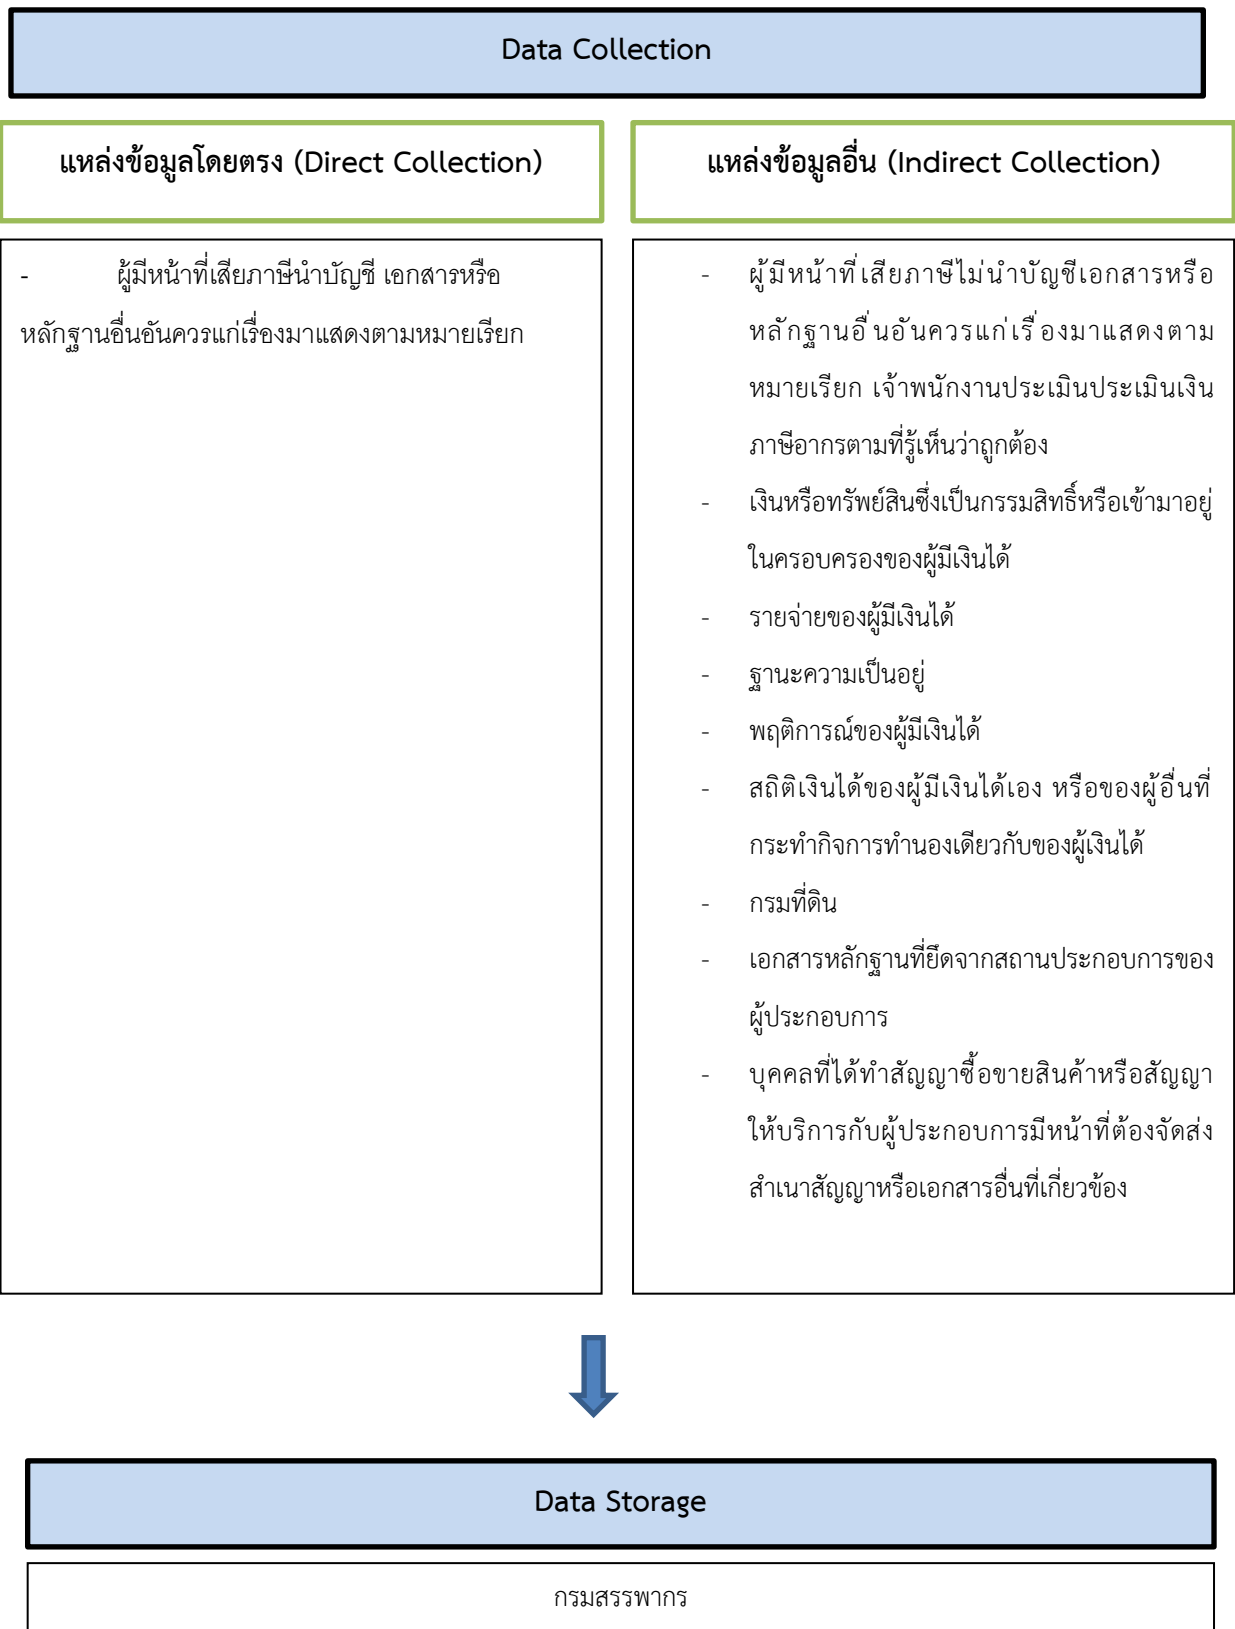 Data Collection
แหล่งข้อมูลโดยตรง (Direct Collection)
- ผู้มีหน้าที่เสียภาษีนำบัญชี เอกสารหรือ
หลักฐานอื่นอันควรแก่เรื่องมาแสดงตามหมายเรียก
แหล่งข้อมูลอื่น (Indirect Collection)
- ผู้มีหน้าที่เสียภาษีไม่นำบัญชีเอกสารหรือ
หลักฐานอื่นอันควรแก่เรื่องมาแสดงตาม
หมายเรียก เจ้าพนักงานประเมินประเมินเงิน
ภาษีอากรตามที่รู้เห็นว่าถูกต้อง
- เงินหรือทรัพย์สินซึ่งเป็นกรรมสิทธิ์หรือเข้ามาอยู่
ในครอบครองของผู้มีเงินได้
- รายจ่ายของผู้มีเงินได้
- ฐานะความเป็นอยู่
- พฤติการณ์ของผู้มีเงินได้
- สถิติเงินได้ของผู้มีเงินได้เอง หรือของผู้อื่นที่
กระทำกิจการทำนองเดียวกับของผู้เงินได้
- กรมที่ดิน
- เอกสารหลักฐานที่ยึดจากสถานประกอบการของ
ผู้ประกอบการ
- บุคคลที่ได้ทำสัญญาซื้อขายสินค้าหรือสัญญา
ให้บริการกับผู้ประกอบการมีหน้าที่ต้องจัดส่ง
สำเนาสัญญาหรือเอกสารอื่นที่เกี่ยวข้อง
Data Storage
กรมสรรพากร